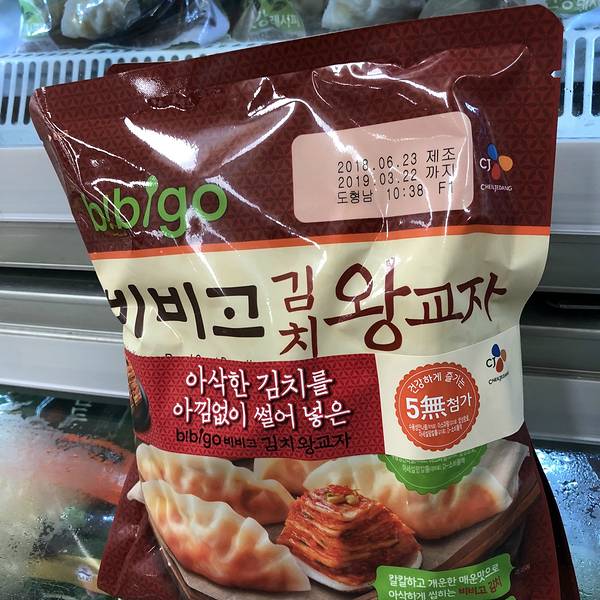 bibigo
2018.06.23 제조
2019.03.22 까지
도형남 10:38 F1
CJ
CHEILJEDANG
비비고 김치 왕교자
아삭한 김치를
아낌없이 썰어 넣은
bibigo 비비고 김치왕교자
건강하게 즐기는
5無첨가
CJ
CHEILJEDANG
칼칼하고 개운한 매운맛으로
아삭하게 씹히는 비비고 김치